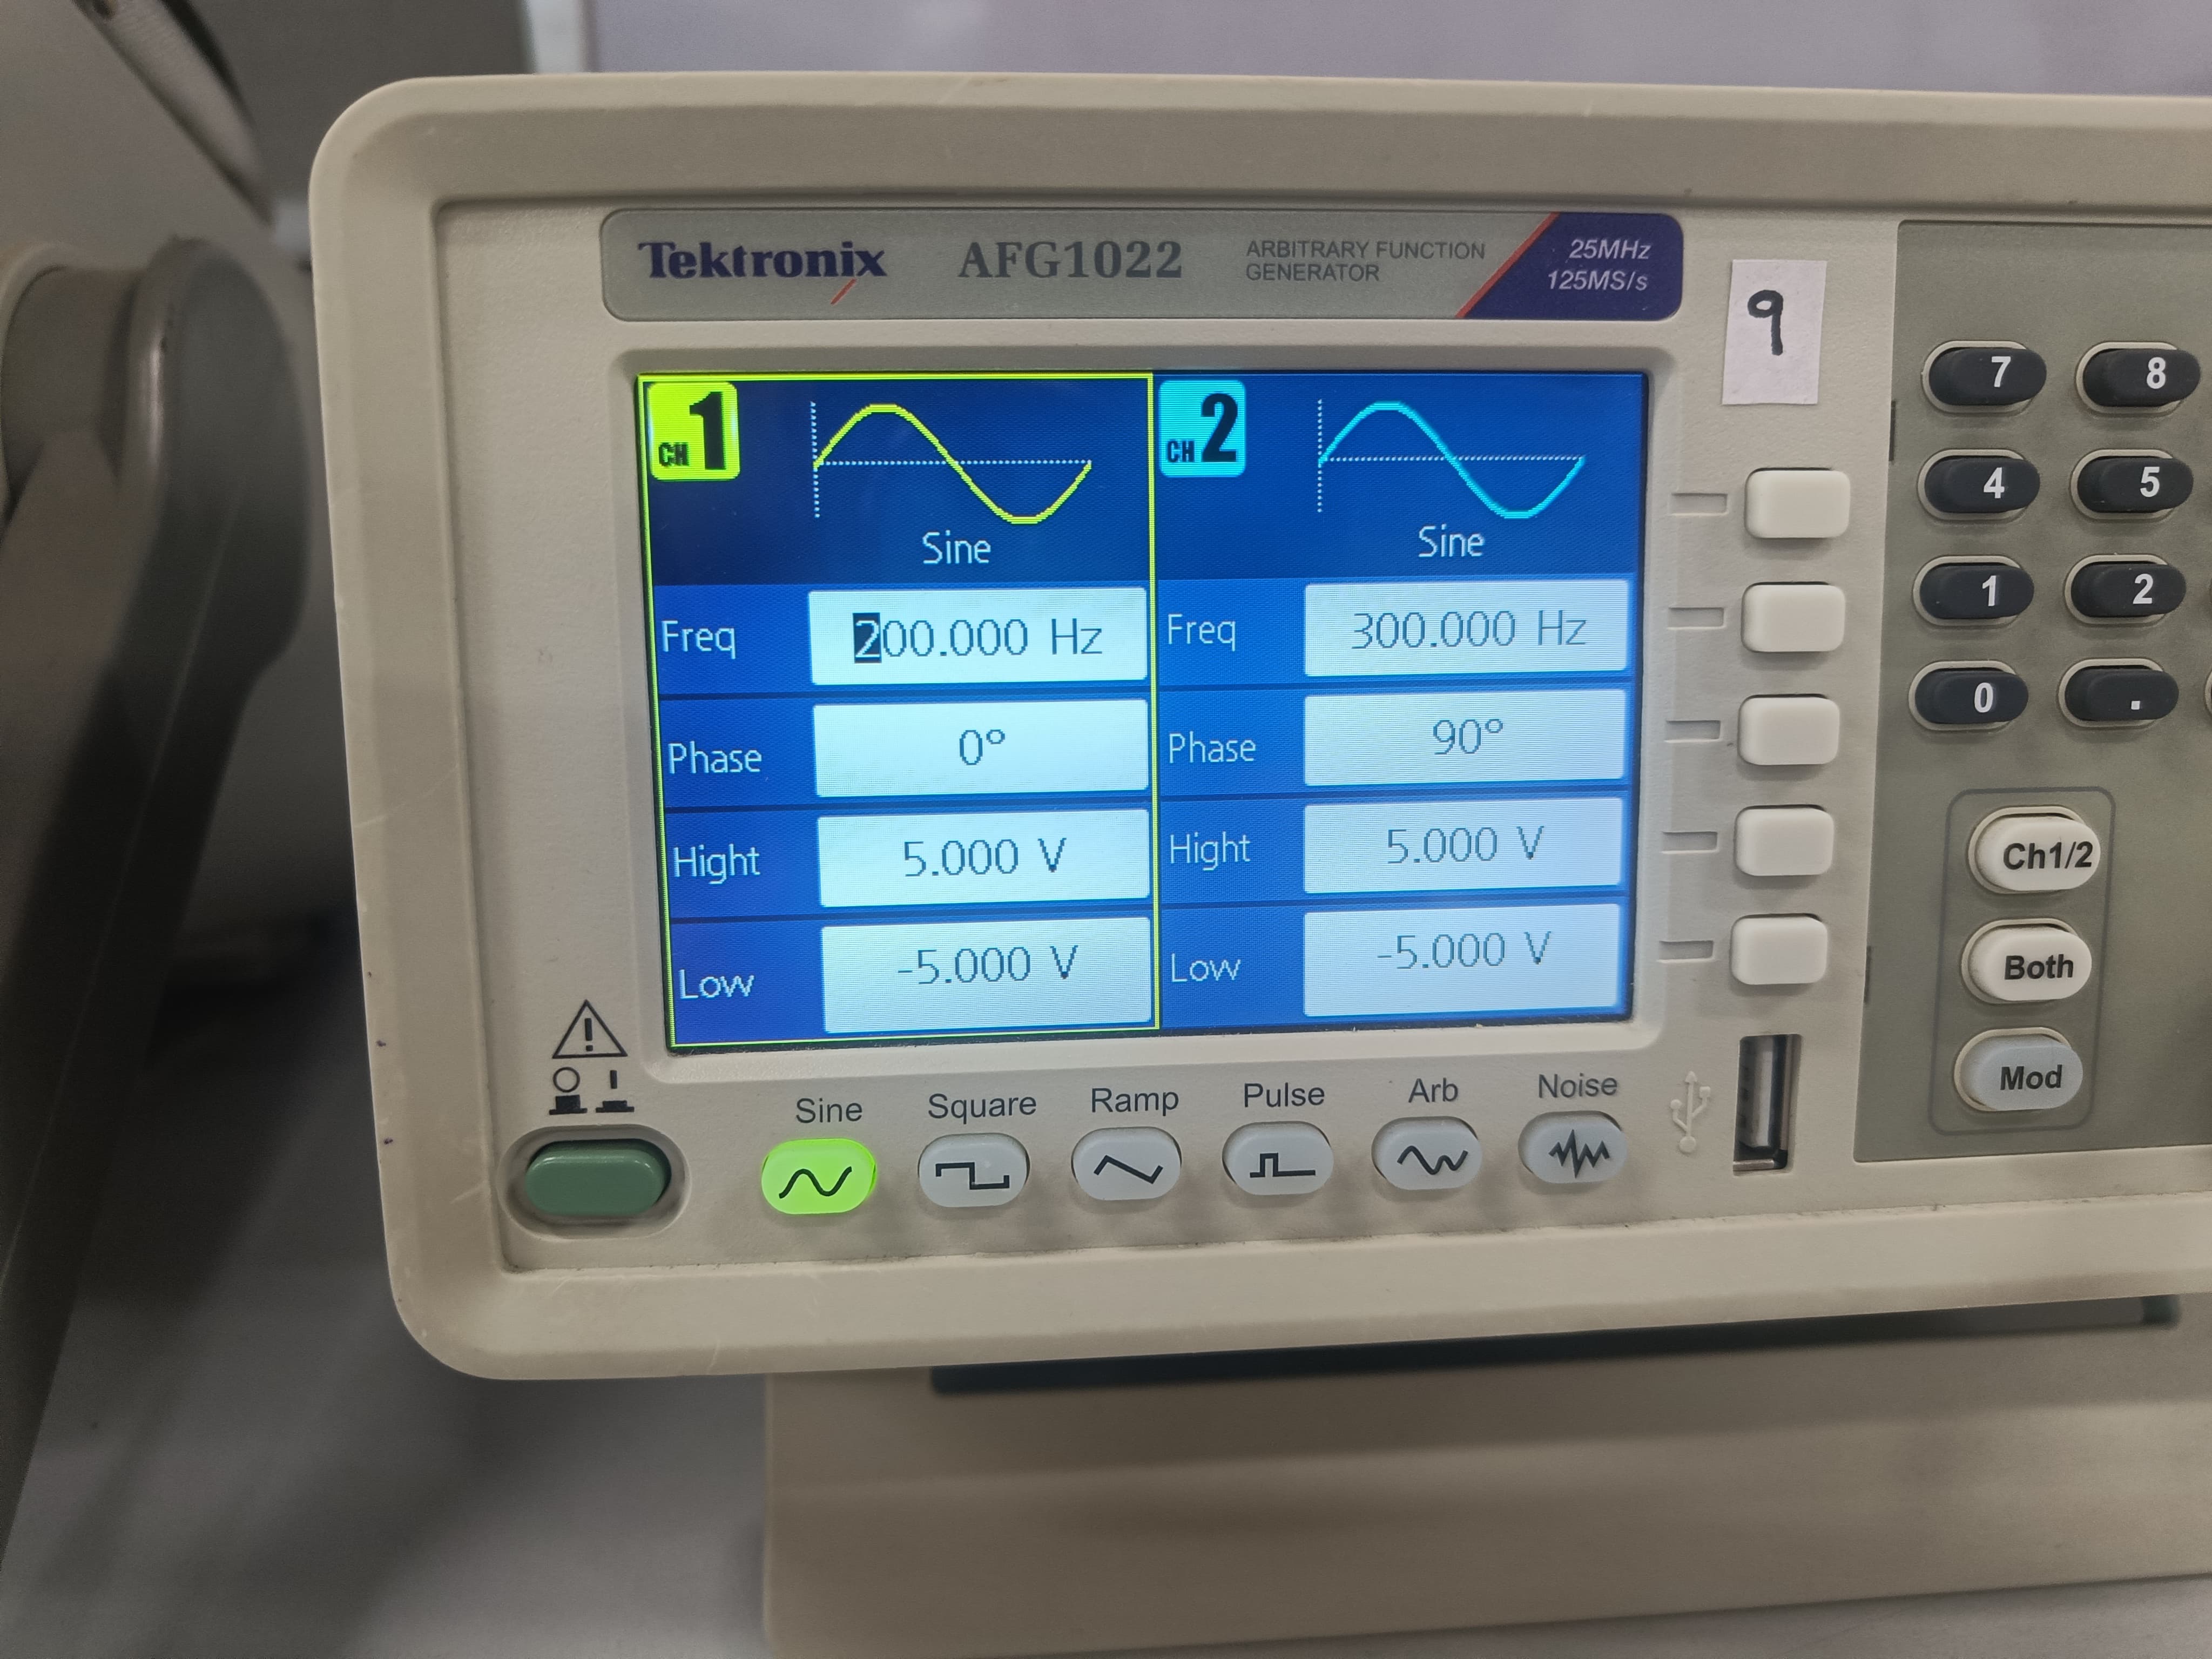 Tektronix AFG1022 ARBITRARY FUNCTION GENERATOR 25MHz 125MS/s
9
CH 1
Sine
Freq 200.000 Hz
Phase 0°
Hight 5.000 V
Low -5.000 V
CH 2
Sine
Freq 300.000 Hz
Phase 90°
Hight 5.000 V
Low -5.000 V
7 8
4 5
1 2
0 .
Ch1/2
Both
Mod
Sine Square Ramp Pulse Arb Noise